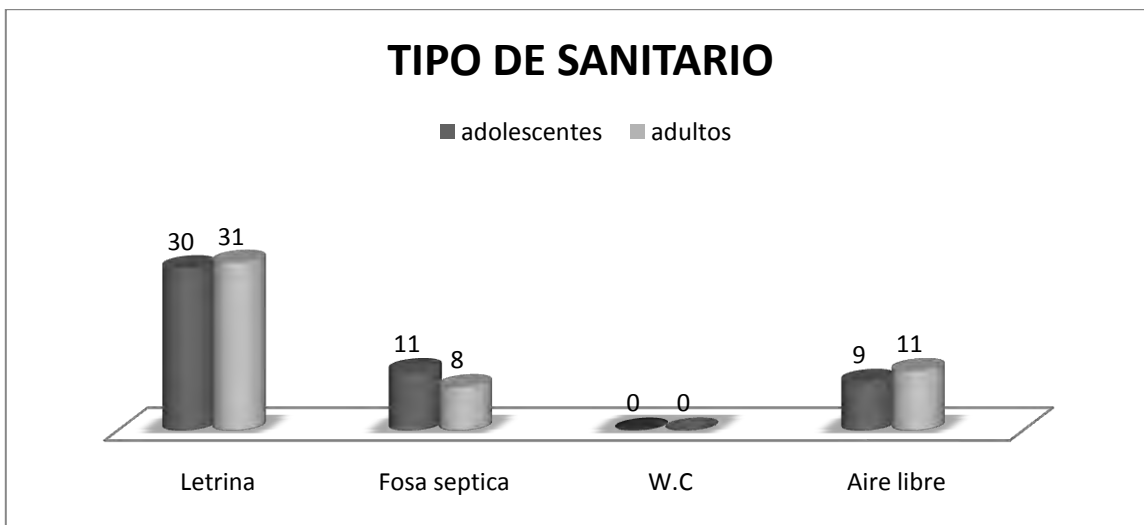 TIPO DE SANITARIO
adolescentes adultos
30 31
11 8
0 0
9 11
Letrina Fosa septica W.C Aire libre